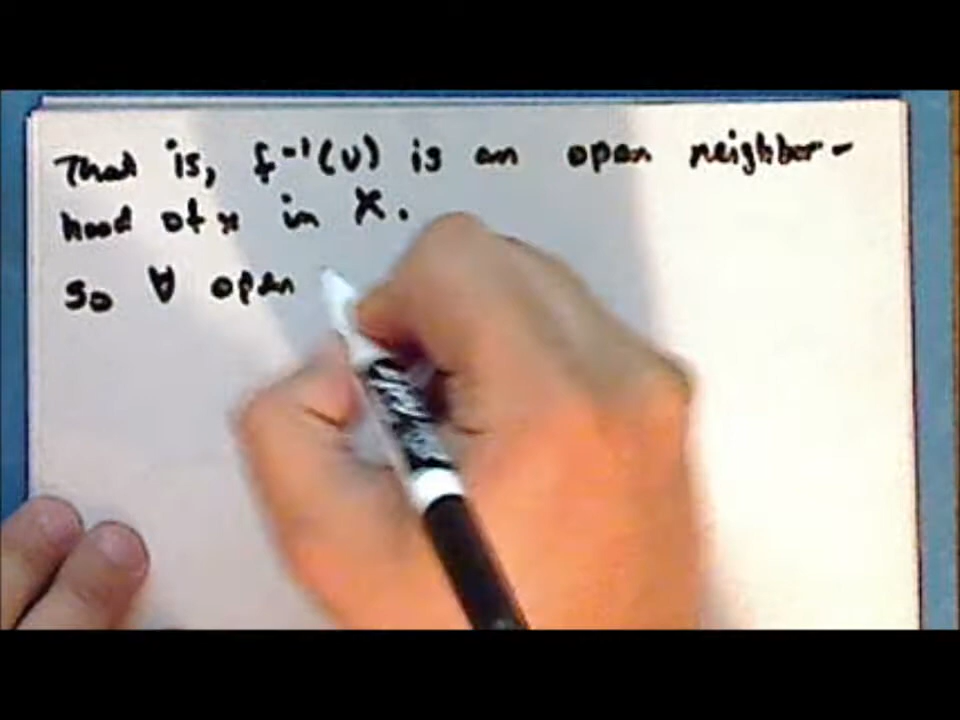 That is, f⁻¹(U) is an open neighbor-
hood of x in X.
So ∀ open